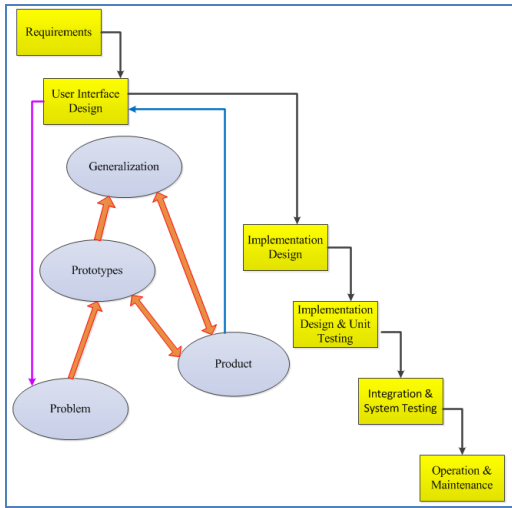 Requirements
User Interface
Design
Generalization
Implementation
Design
Prototypes
Implementation
Design & Unit
Testing
Product
Problem
Integration &
System Testing
Operation &
Maintenance